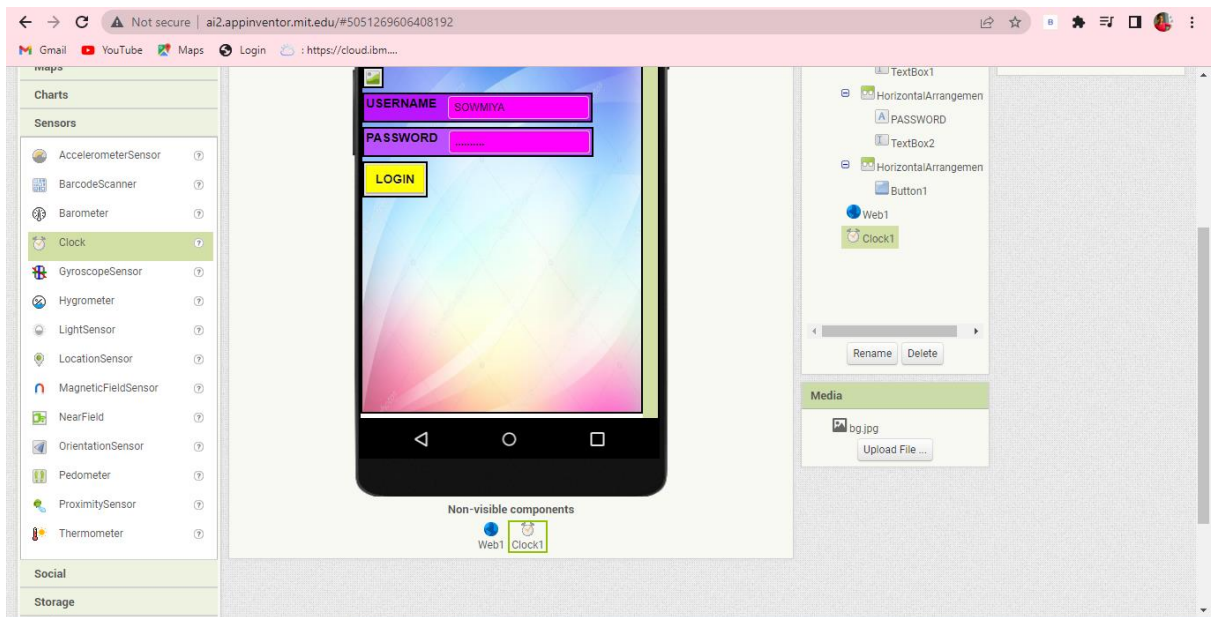 Not secure | ai2.appinventor.mit.edu/#5051269606408192
Gmail YouTube Maps Login : https://cloud.ibm....
Maps
Charts
Sensors
AccelerometerSensor
BarcodeScanner
Barometer
Clock
GyroscopeSensor
Hygrometer
LightSensor
LocationSensor
MagneticFieldSensor
NearField
OrientationSensor
Pedometer
ProximitySensor
Thermometer
Social
Storage
USERNAME SOWMIYA
PASSWORD ..........
LOGIN
Non-visible components
Web1 Clock1
TextBox1
HorizontalArrangemen
PASSWORD
TextBox2
HorizontalArrangemen
Button1
Web1
Clock1
Rename Delete
Media
bg.jpg
Upload File ...